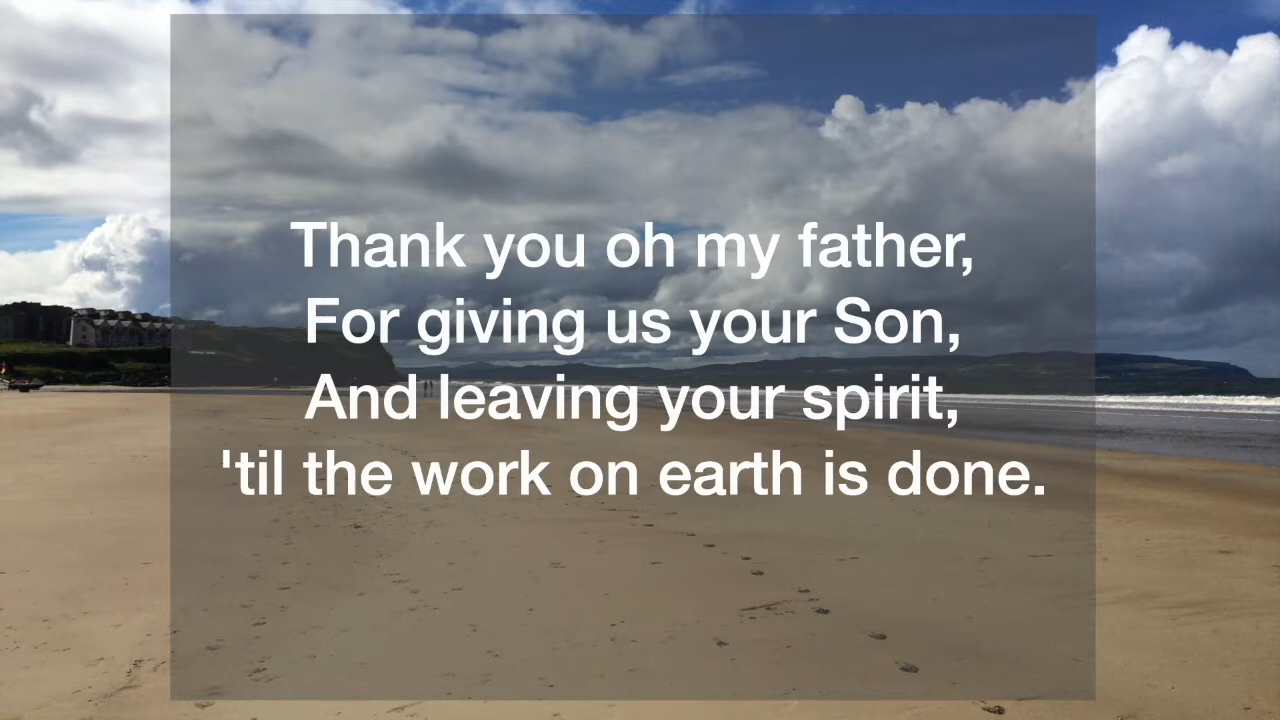 Thank you oh my father,
For giving us your Son,
And leaving your spirit,
'til the work on earth is done.